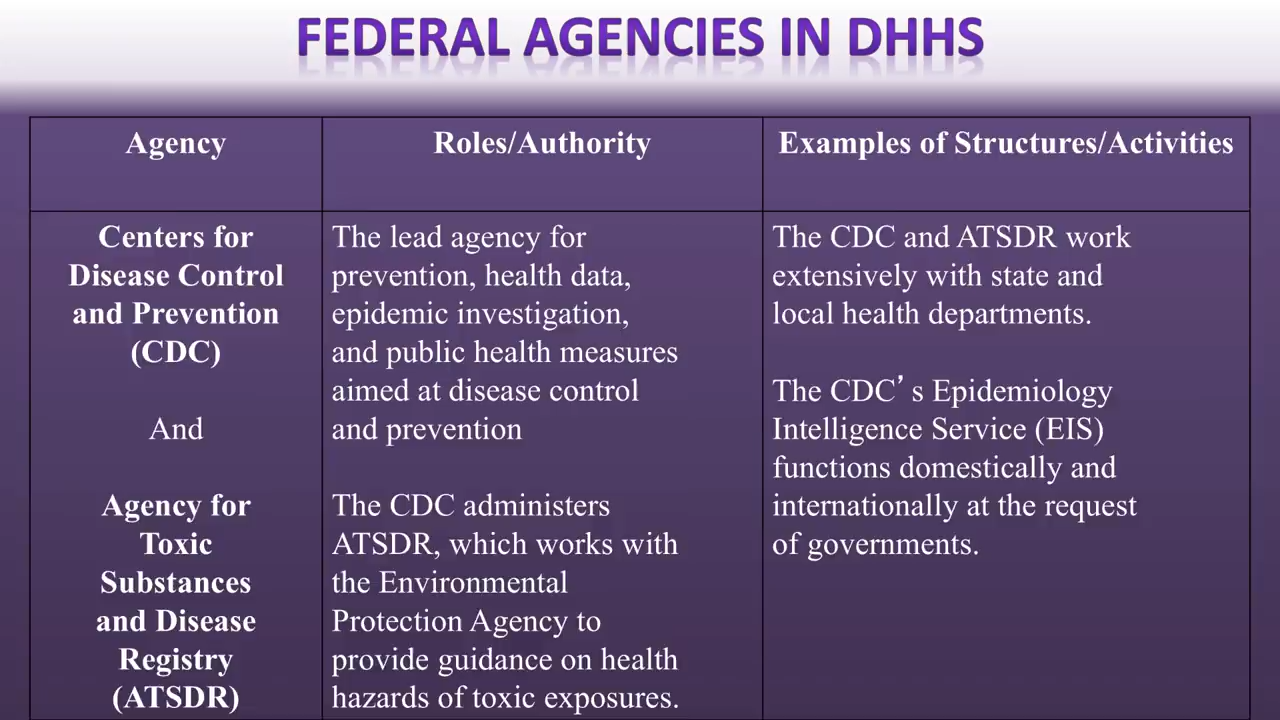 FEDERAL AGENCIES IN DHHS
Agency
Roles/Authority
Examples of Structures/Activities
Centers for
Disease Control
and Prevention
(CDC)
And
Agency for
Toxic
Substances
and Disease
Registry
(ATSDR)
The lead agency for
prevention, health data,
epidemic investigation,
and public health measures
aimed at disease control
and prevention
The CDC administers
ATSDR, which works with
the Environmental
Protection Agency to
provide guidance on health
hazards of toxic exposures.
The CDC and ATSDR work
extensively with state and
local health departments.
The CDC’s Epidemiology
Intelligence Service (EIS)
functions domestically and
internationally at the request
of governments.